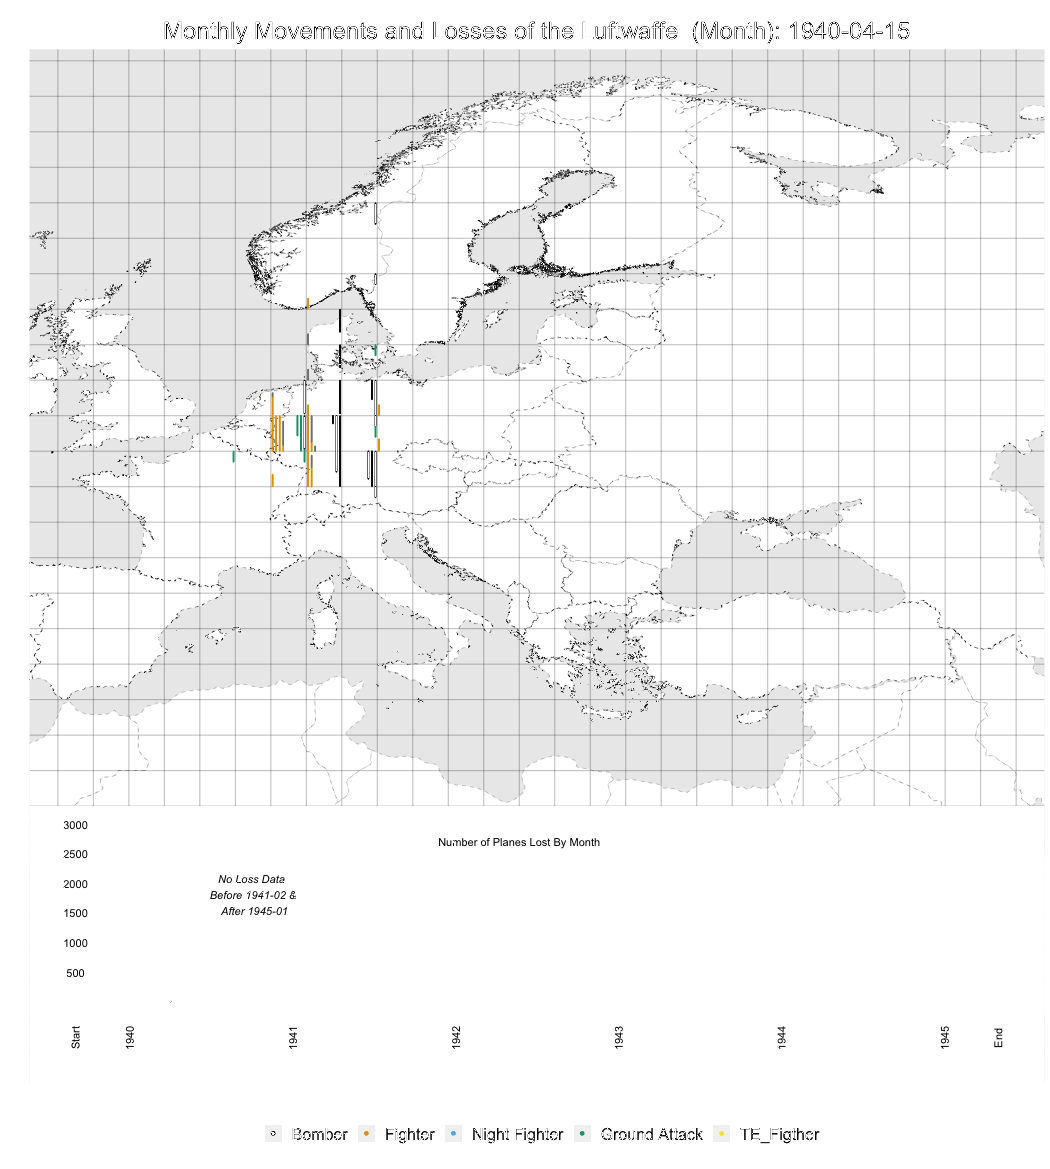 Monthly Movements and Losses of the Luftwaffe (Month): 1940-04-15
3000
Number of Planes Lost By Month
2500
No Loss Data
2000
Before 1941-02 &
After 1945-01
1500
1000
500
Start
1940
1941
1942
1943
1944
1945
End
Bomber Fighter Night Fighter Ground Attack TE_Figther